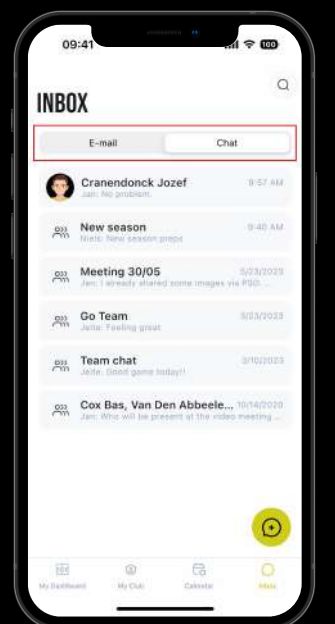 09:41
100
INBOX
E-mail
Chat
Cranendonck Jozef
9:57 AM
Jan: No problem.
New season
9:40 AM
Niels: New season preps
Meeting 30/05
5/23/2023
Jan: I already shared some images via PSD. ...
Go Team
5/23/2023
Jelte: Feeling great
Team chat
3/10/2023
Jelte: Good game today!!
Cox Bas, Van Den Abbeele...
10/14/2020
Jan: Who will be present at the video meeting ...
My Dashboard
My Club
Calendar
Inbox